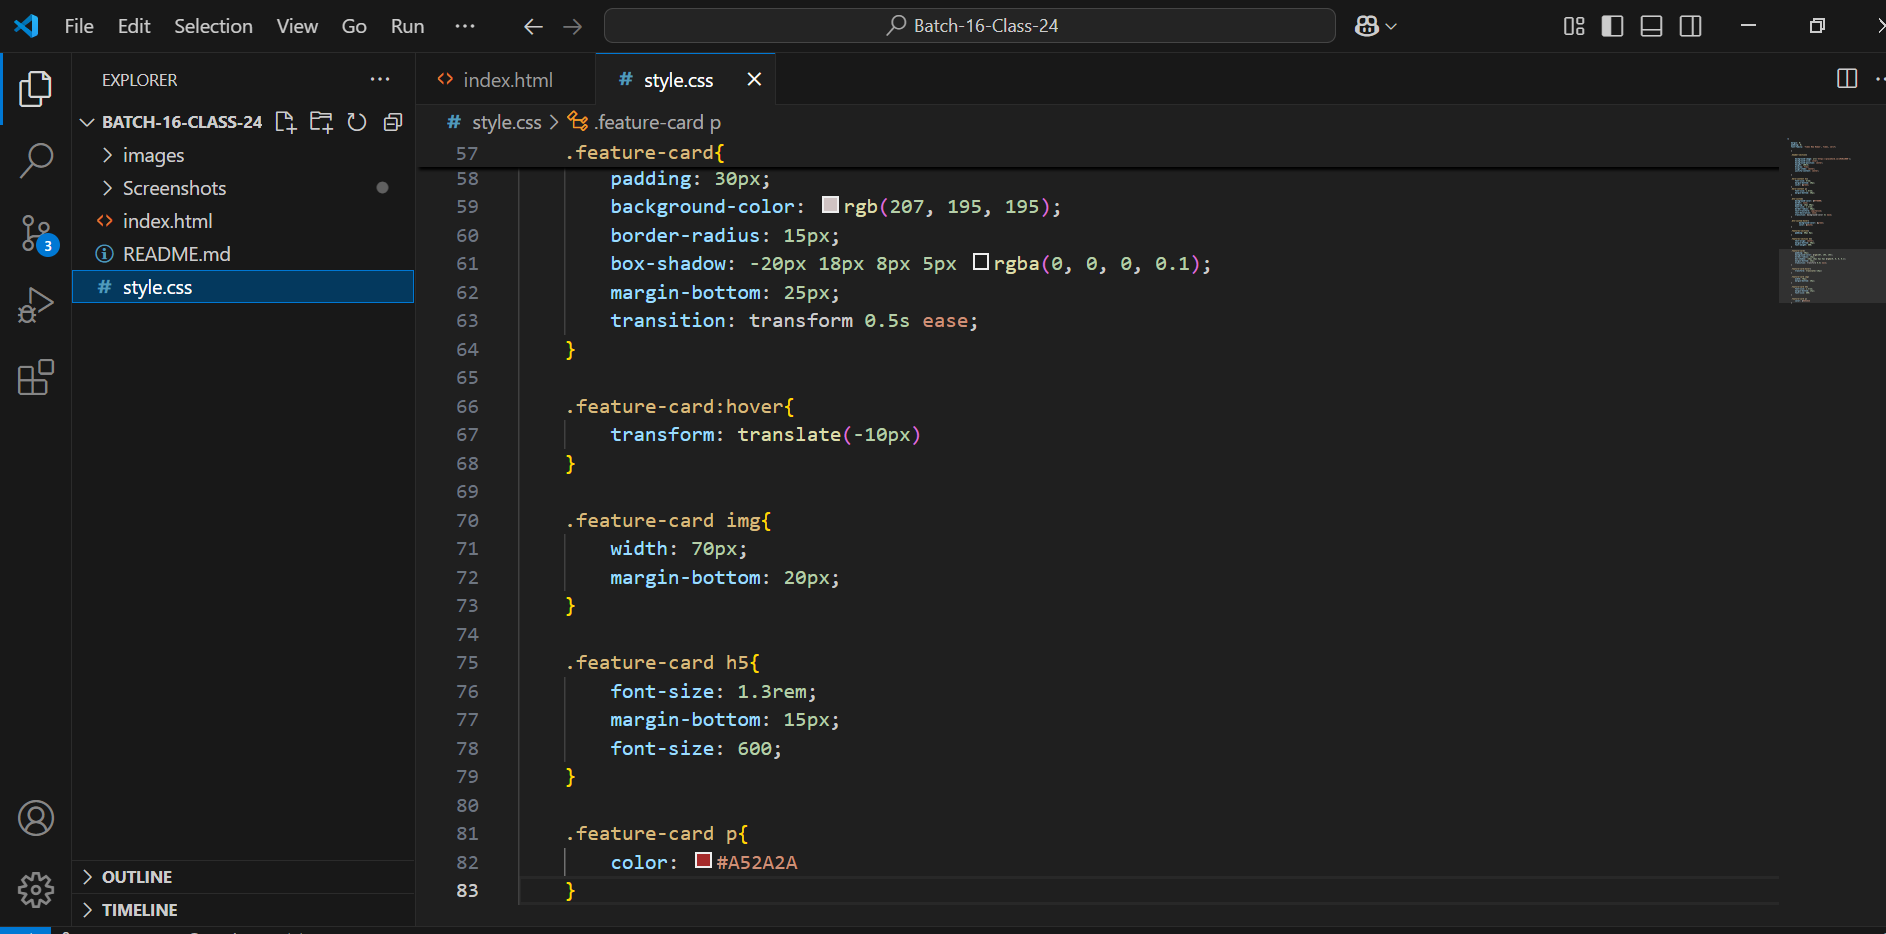 File Edit Selection View Go Run ···
Batch-16-Class-24
EXPLORER ···
BATCH-16-CLASS-24
images
Screenshots
index.html
README.md
style.css
OUTLINE
TIMELINE
3
index.html
# style.css
# style.css > .feature-card p
57 .feature-card{
58 padding: 30px;
59 background-color: rgb(207, 195, 195);
60 border-radius: 15px;
61 box-shadow: -20px 18px 8px 5px rgba(0, 0, 0, 0.1);
62 margin-bottom: 25px;
63 transition: transform 0.5s ease;
64 }
65
66 .feature-card:hover{
67 transform: translate(-10px)
68 }
69
70 .feature-card img{
71 width: 70px;
72 margin-bottom: 20px;
73 }
74
75 .feature-card h5{
76 font-size: 1.3rem;
77 margin-bottom: 15px;
78 font-size: 600;
79 }
80
81 .feature-card p{
82 color: #A52A2A
83 }